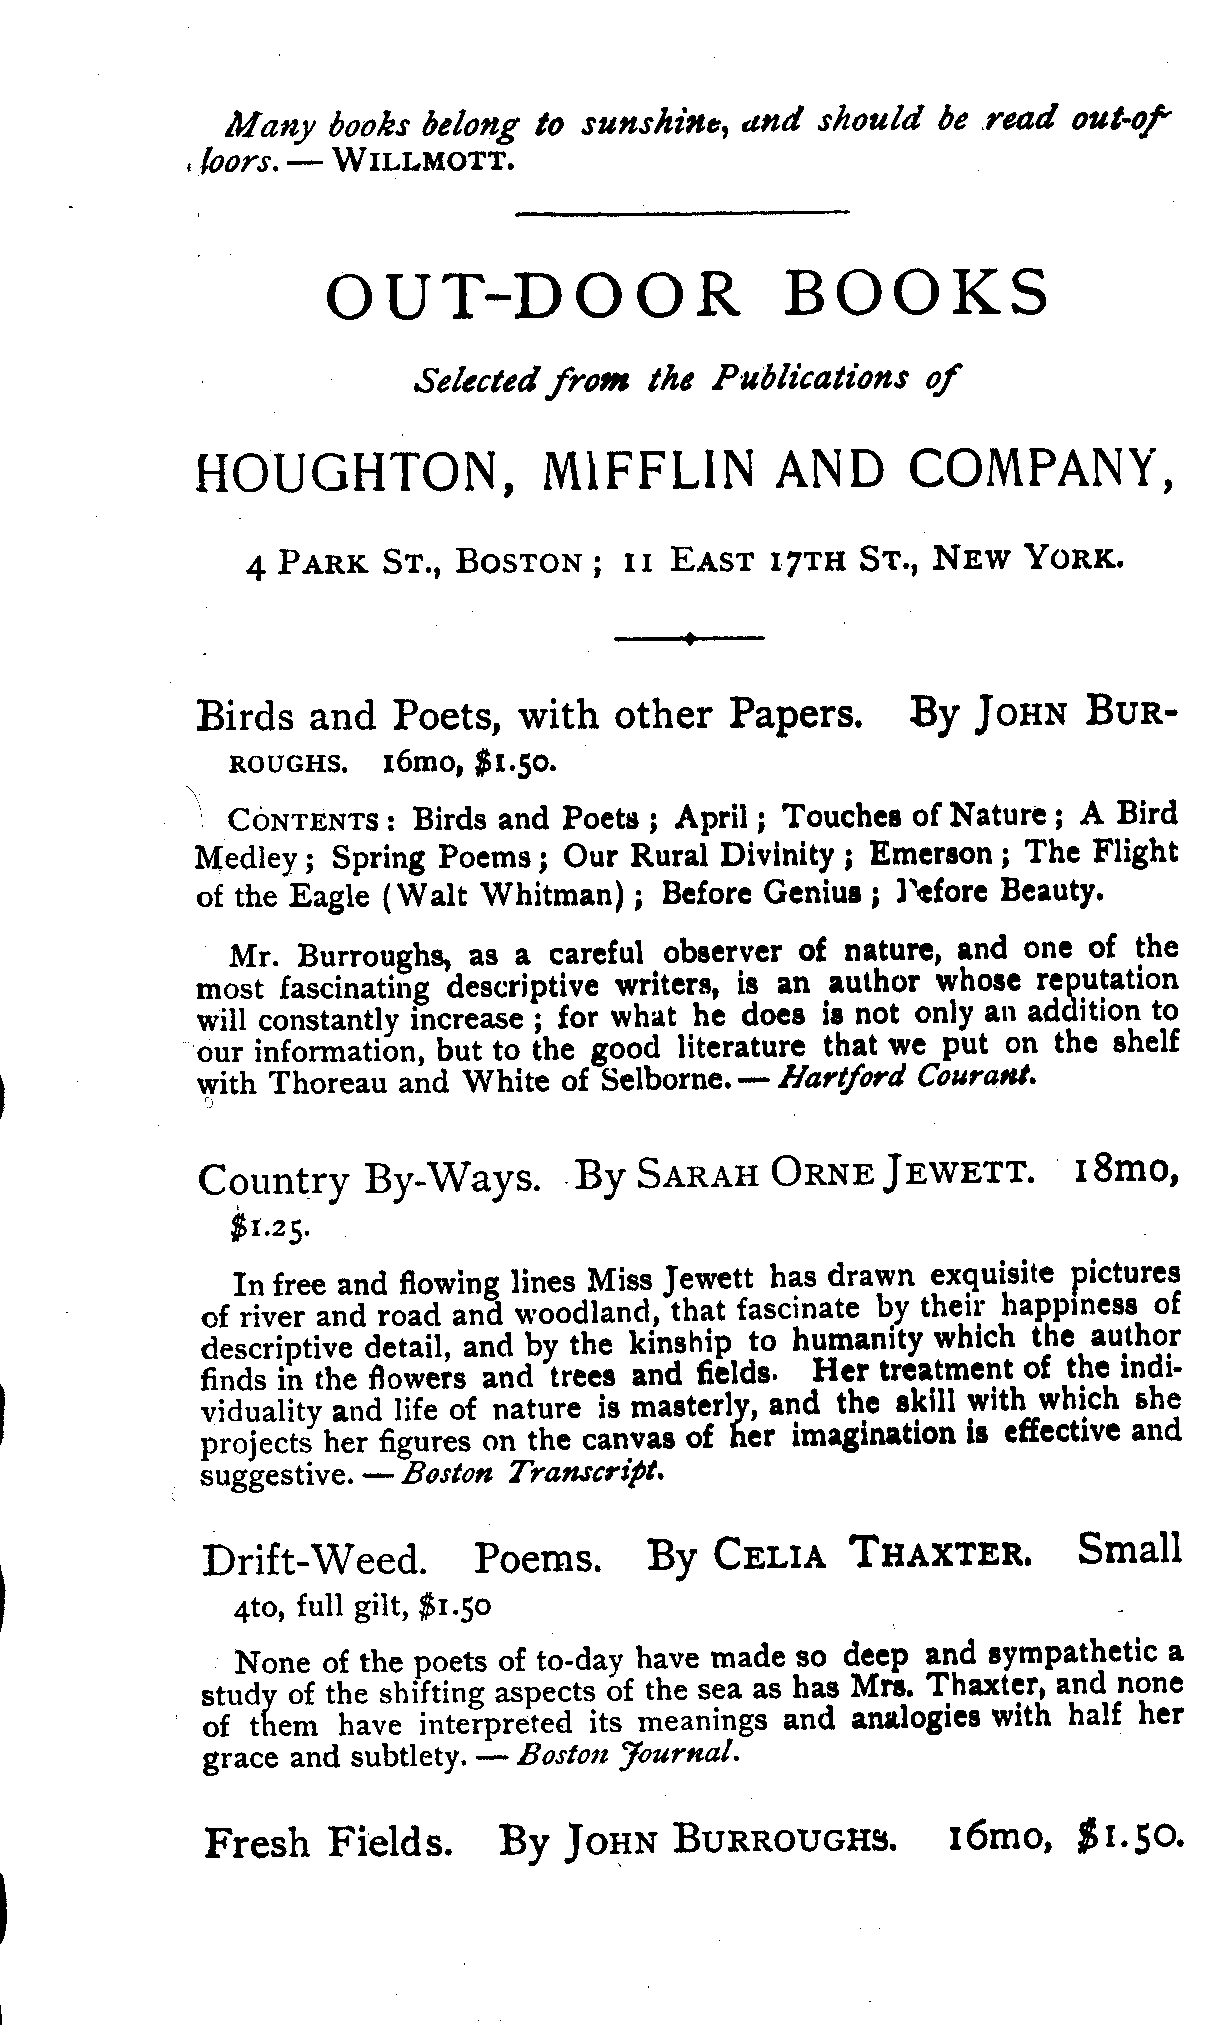 Many books belong to sunshine, and should be read out-of-
loors. — WILLMOTT.
OUT-DOOR BOOKS
Selected from the Publications of
HOUGHTON, MIFFLIN AND COMPANY,
4 PARK ST., BOSTON; 11 EAST 17TH ST., NEW YORK.
Birds and Poets, with other Papers. By JOHN BUR-
ROUGHS. 16mo, $1.50.
CONTENTS: Birds and Poets; April; Touches of Nature; A Bird
Medley; Spring Poems; Our Rural Divinity; Emerson; The Flight
of the Eagle (Walt Whitman); Before Genius; Before Beauty.
Mr. Burroughs, as a careful observer of nature, and one of the
most fascinating descriptive writers, is an author whose reputation
will constantly increase; for what he does is not only an addition to
our information, but to the good literature that we put on the shelf
with Thoreau and White of Selborne. — Hartford Courant.
Country By-Ways. By SARAH ORNE JEWETT. 18mo,
$1.25.
In free and flowing lines Miss Jewett has drawn exquisite pictures
of river and road and woodland, that fascinate by their happiness of
descriptive detail, and by the kinship to humanity which the author
finds in the flowers and trees and fields. Her treatment of the indi-
viduality and life of nature is masterly, and the skill with which she
projects her figures on the canvas of her imagination is effective and
suggestive. — Boston Transcript.
Drift-Weed. Poems. By CELIA THAXTER. Small
4to, full gilt, $1.50
None of the poets of to-day have made so deep and sympathetic a
study of the shifting aspects of the sea as has Mrs. Thaxter, and none
of them have interpreted its meanings and analogies with half her
grace and subtlety. — Boston Journal.
Fresh Fields. By JOHN BURROUGHS. 16mo, $1.50.